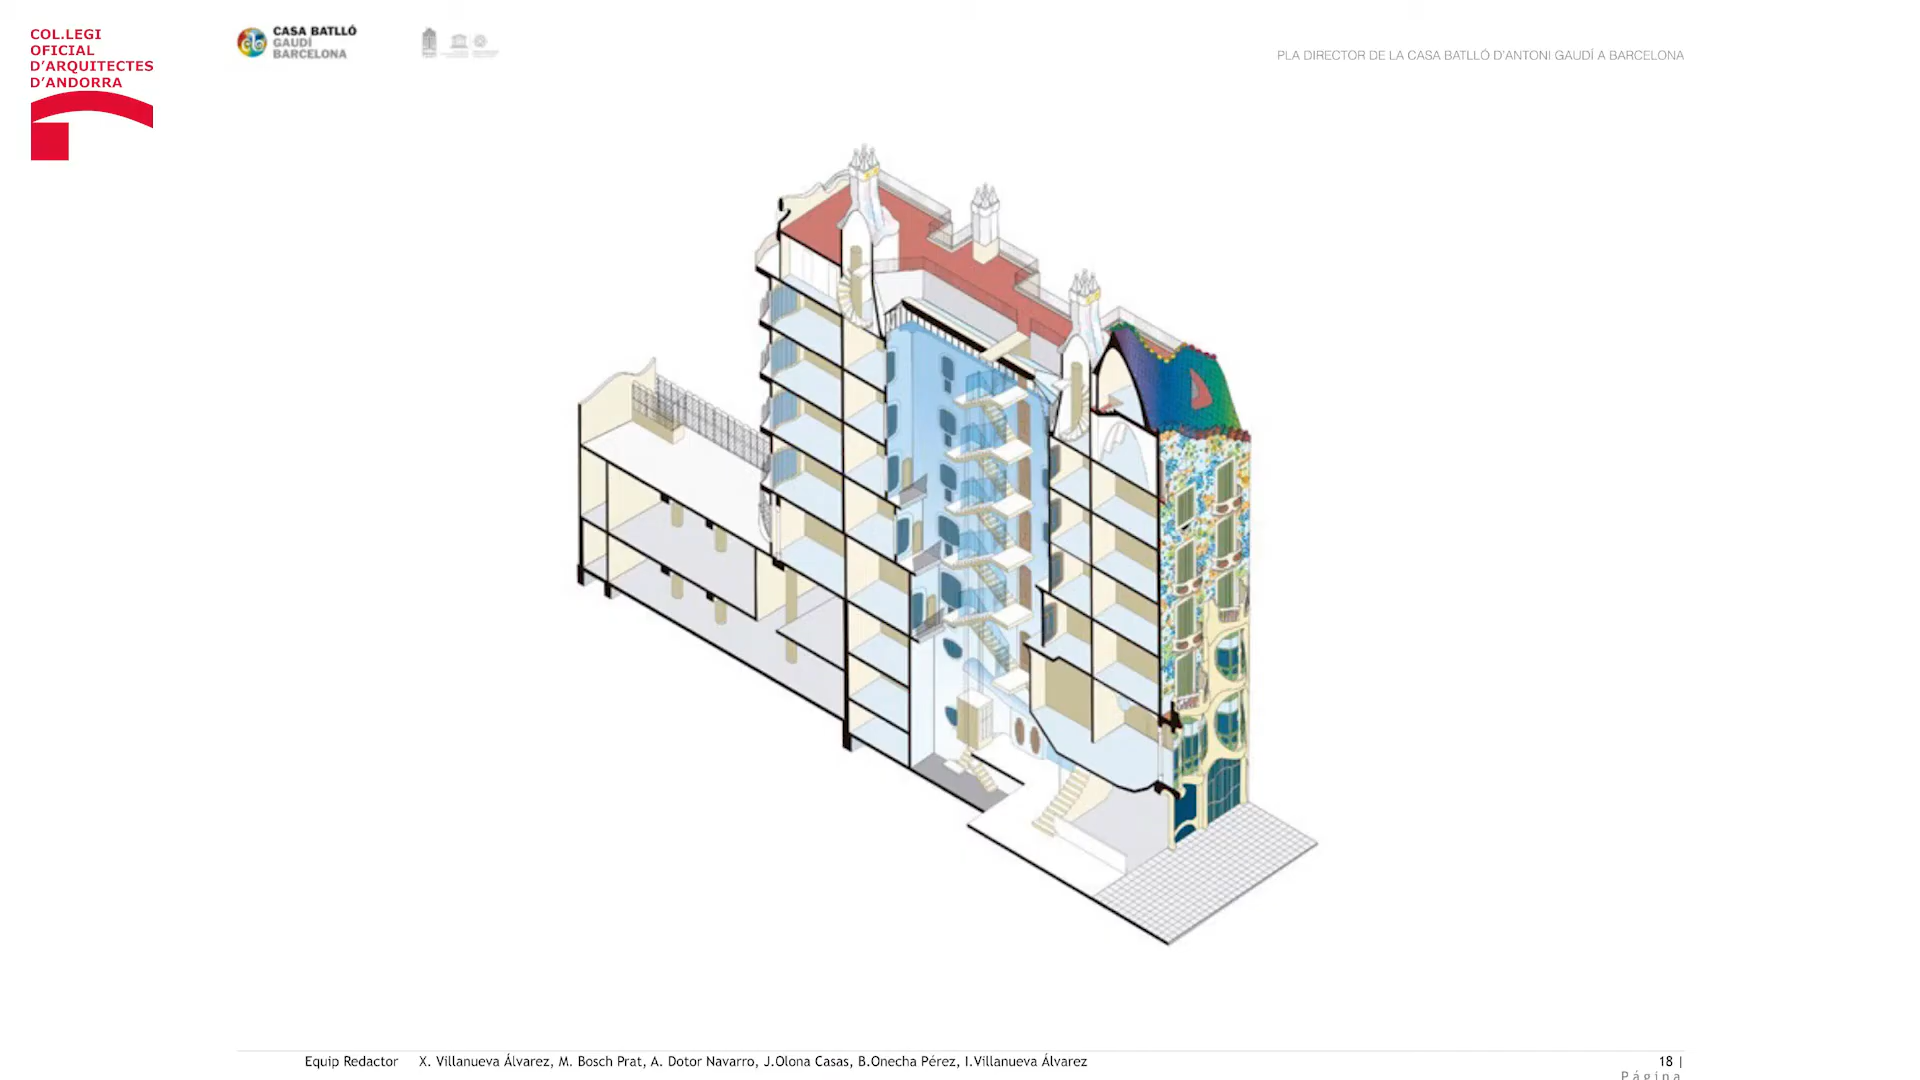 COL.LEGI
OFICIAL
D'ARQUITECTES
D'ANDORRA
CASA BATLLÓ
GAUDÍ
BARCELONA
PLA DIRECTOR DE LA CASA BATLLÓ D'ANTONI GAUDÍ A BARCELONA
Equip Redactor X. Villanueva Álvarez, M. Bosch Prat, A. Dotor Navarro, J.Olona Casas, B.Onecha Pérez, I.Villanueva Álvarez
18 |
Página